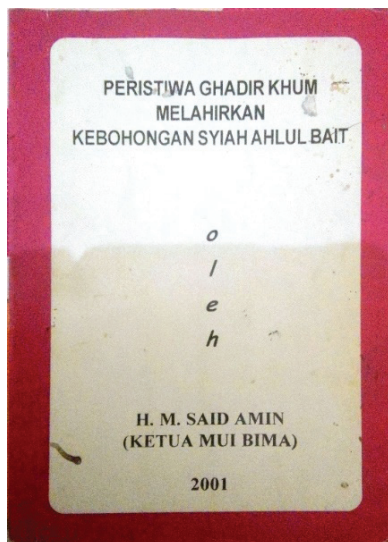 PERISTIWA GHADIR KHUM
MELAHIRKAN
KEBOHONGAN SYIAH AHLUL BAIT
o
l
e
h
H. M. SAID AMIN
(KETUA MUI BIMA)
2001